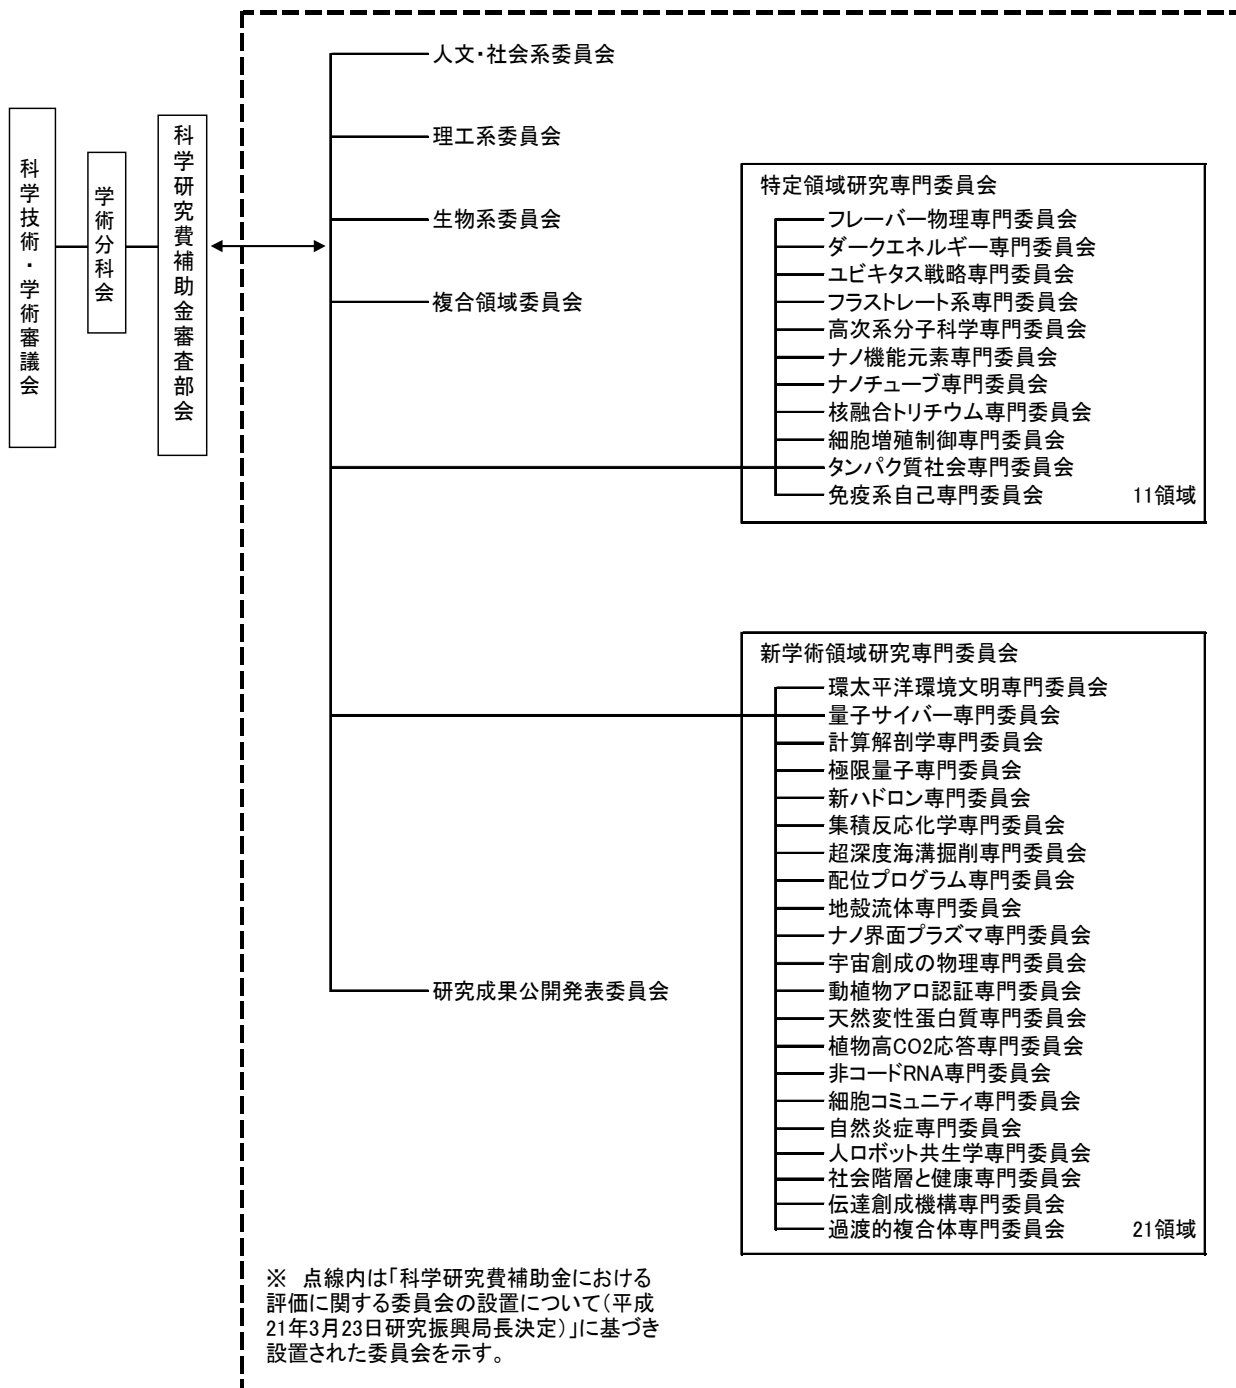 科学技術・学術審議会
学術分科会
科学研究費補助金審査部会
人文・社会系委員会
理工系委員会
生物系委員会
複合領域委員会
特定領域研究専門委員会
フレーバー物理専門委員会
ダークエネルギー専門委員会
ユビキタス戦略専門委員会
フラストレート系専門委員会
高次系分子科学専門委員会
ナノ機能元素専門委員会
ナノチューブ専門委員会
核融合トリチウム専門委員会
細胞増殖制御専門委員会
タンパク質社会専門委員会
免疫系自己専門委員会 11領域
新学術領域研究専門委員会
環太平洋環境文明専門委員会
量子サイバー専門委員会
計算解剖学専門委員会
極限量子専門委員会
新ハドロン専門委員会
集積反応化学専門委員会
超深度海溝掘削専門委員会
配位プログラム専門委員会
地殻流体専門委員会
ナノ界面プラズマ専門委員会
宇宙創成の物理専門委員会
動植物アロ認証専門委員会
天然変性蛋白質専門委員会
植物高CO2応答専門委員会
非コードRNA専門委員会
細胞コミュニティ専門委員会
自然炎症専門委員会
人ロボット共生学専門委員会
社会階層と健康専門委員会
伝達創成機構専門委員会
過渡的複合体専門委員会 21領域
研究成果公開発表委員会
※ 点線内は「科学研究費補助金における
評価に関する委員会の設置について(平成
21年3月23日研究振興局長決定)」に基づき
設置された委員会を示す。